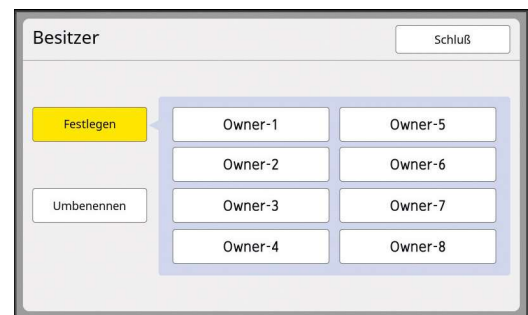 Besitzer
Schluß
Festlegen
Owner-1
Owner-5
Owner-2
Owner-6
Umbenennen
Owner-3
Owner-7
Owner-4
Owner-8